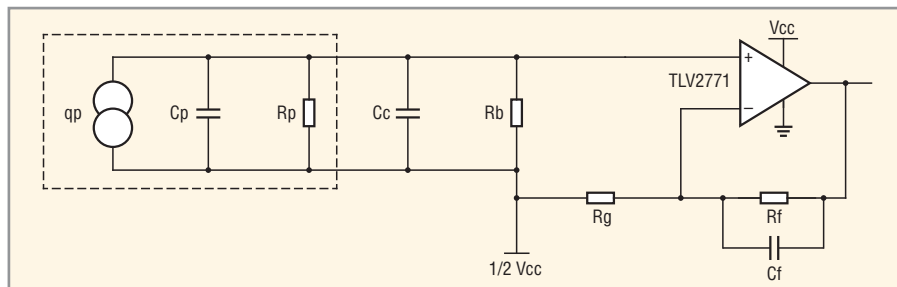 Vcc
TLV2771
+
−
qp
Cp
Rp
Cc
Rb
Rg
Rf
Cf
1/2 Vcc